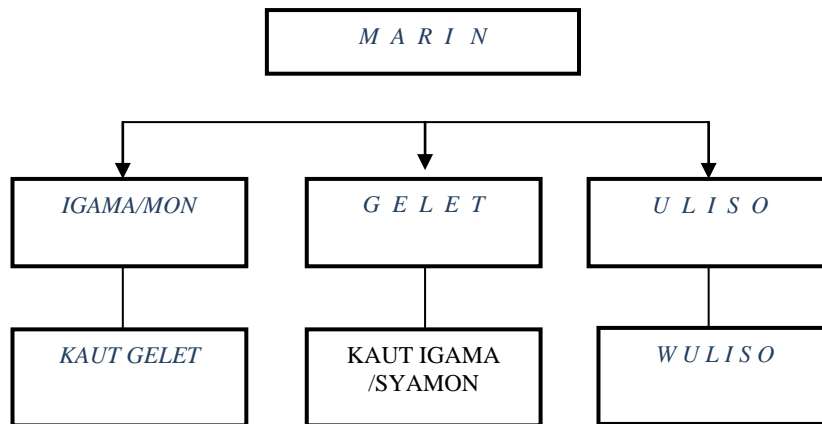 M A R I N
IGAMA/MON
G E L E T
U L I S O
KAUT GELET
KAUT IGAMA
/SYAMON
W U L I S O